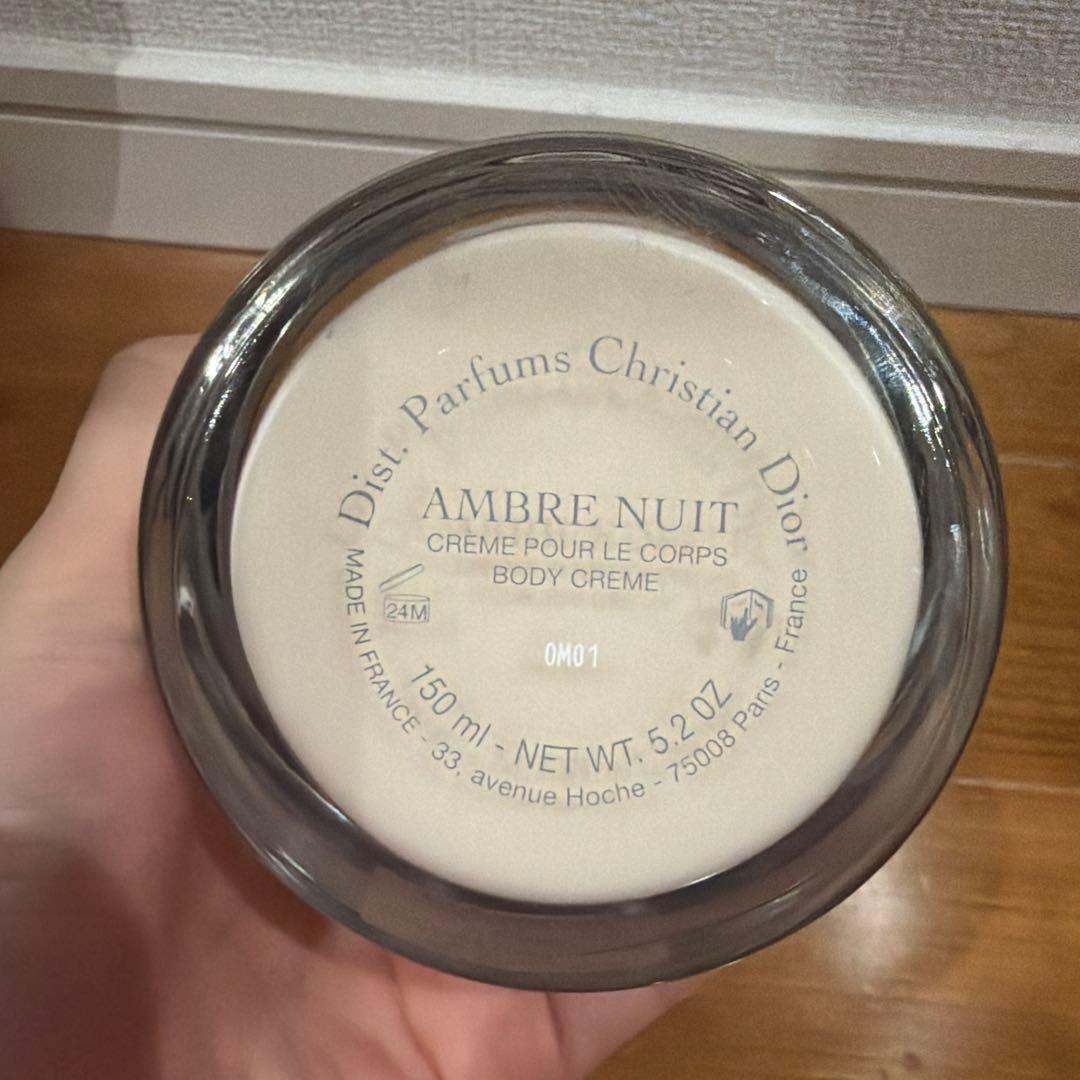 Dist. Parfums Christian Dior
AMBRE NUIT
CRÈME POUR LE CORPS
BODY CREME
24M
0M01
150 ml - NET WT. 5.2 OZ
MADE IN FRANCE - 33, avenue Hoche - 75008 Paris - France